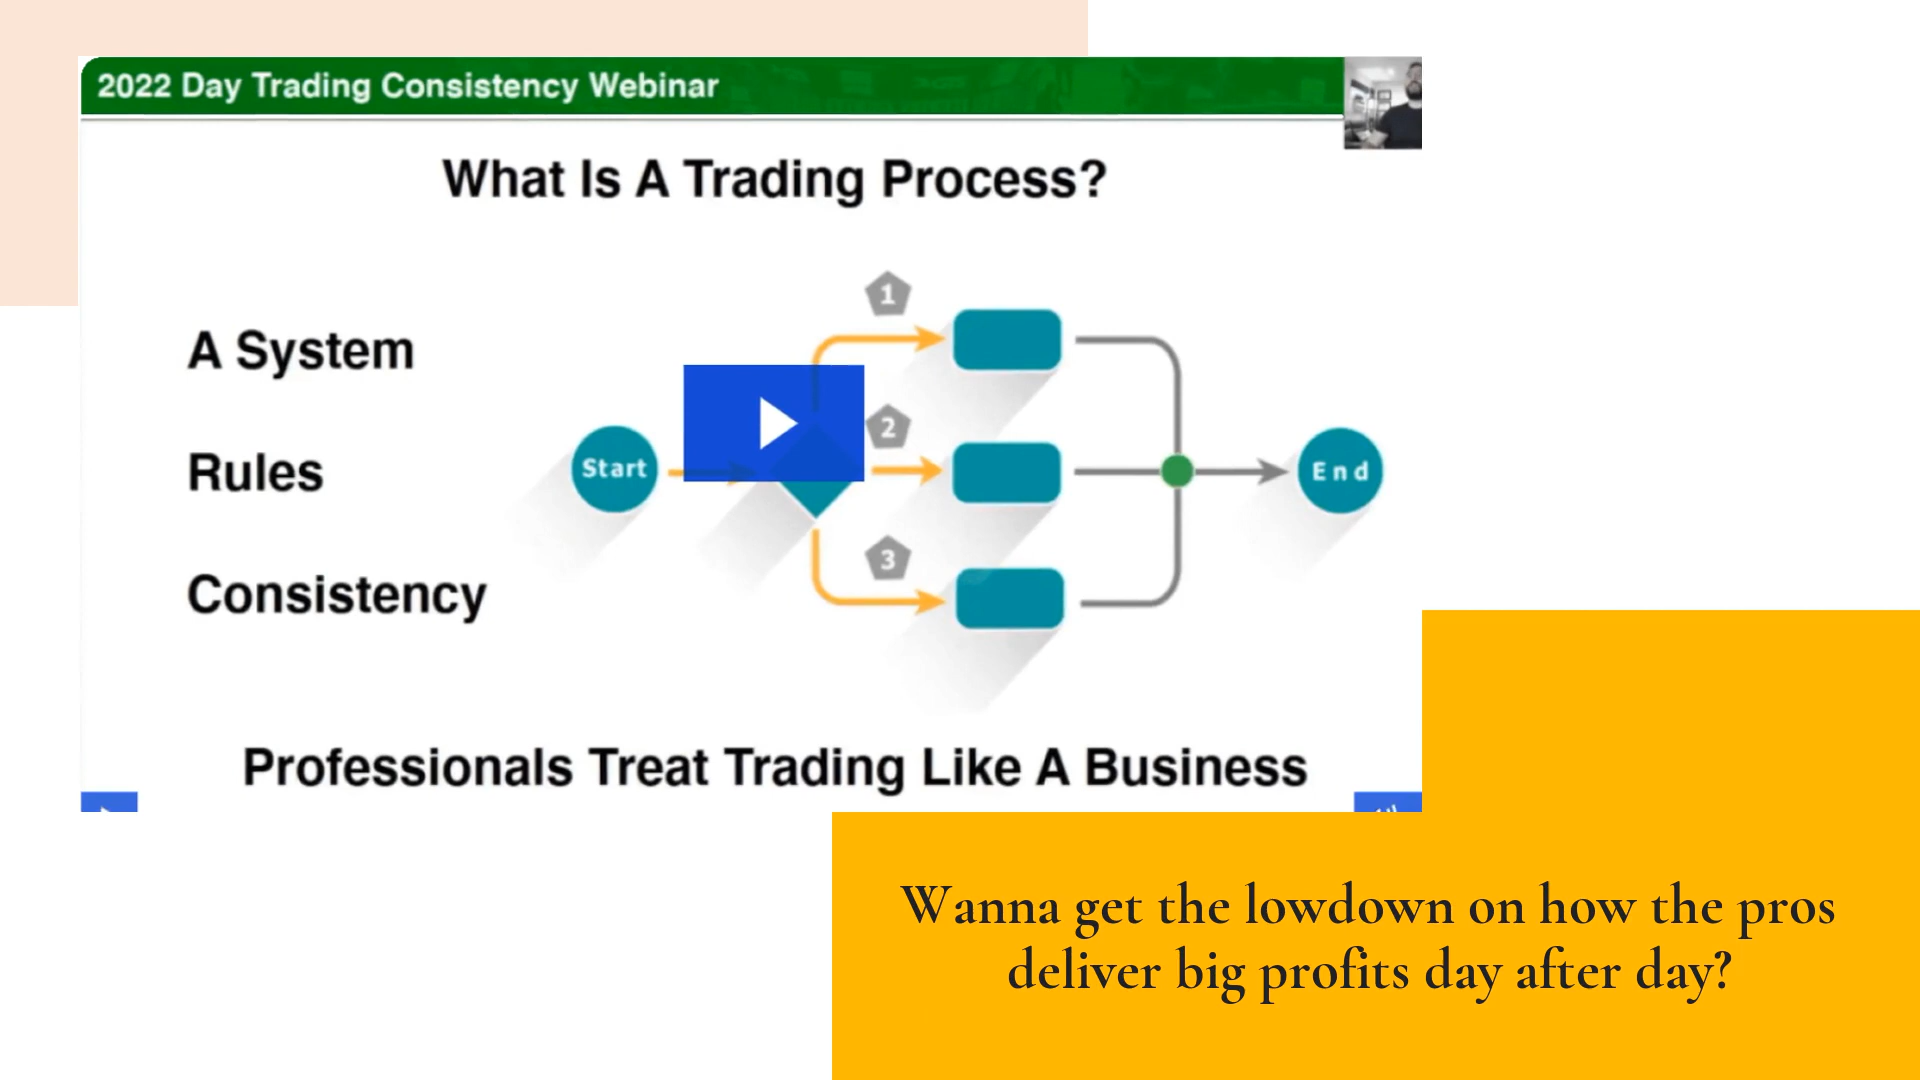 2022 Day Trading Consistency Webinar
What Is A Trading Process?
1
A System
2
Rules
Start
End
3
Consistency
Professionals Treat Trading Like A Business
Wanna get the lowdown on how the pros
deliver big profits day after day?